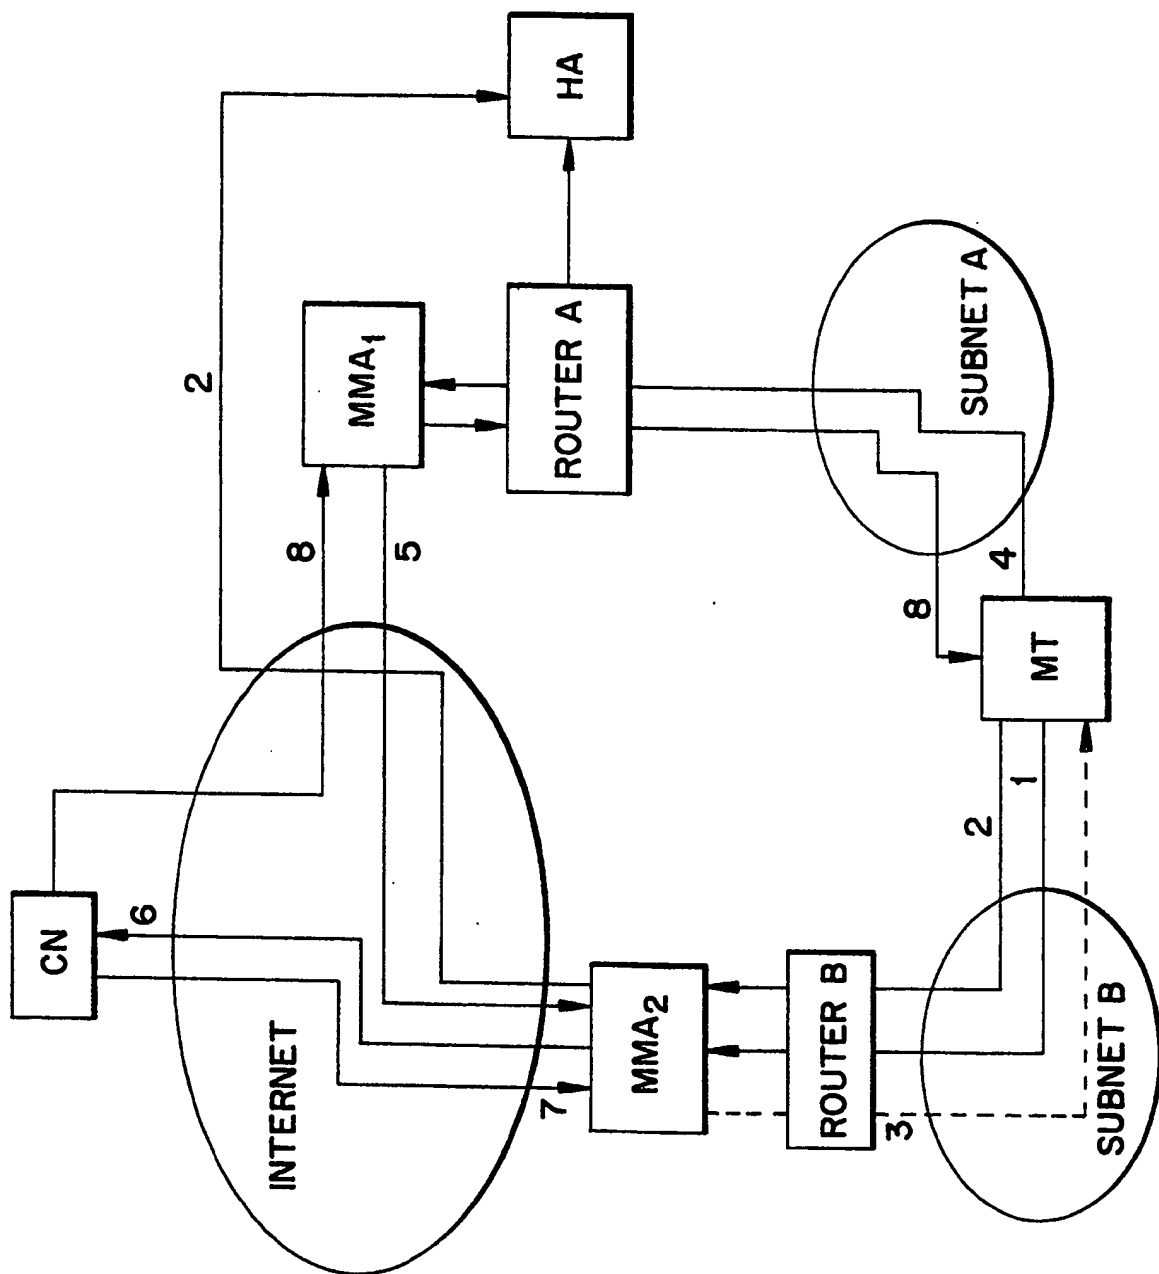 CN
6
2
INTERNET
8
MMA1
5
7
ROUTER A
HA
MMA2
ROUTER B
3
8
SUBNET A
2
4
1
MT
SUBNET B